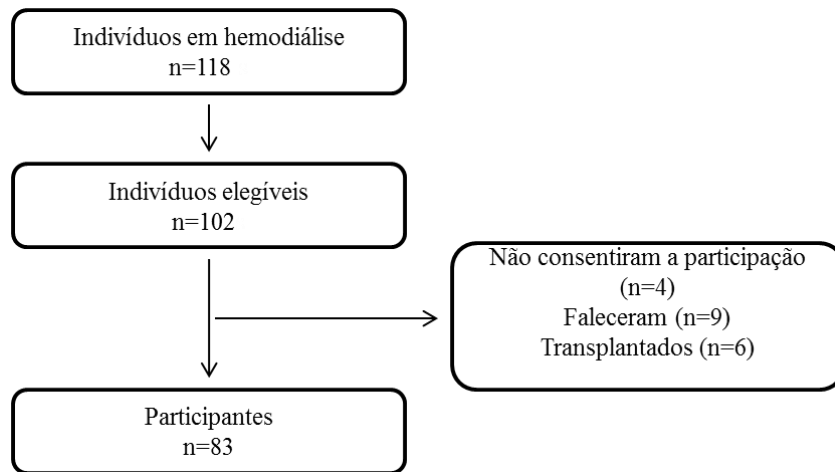 Indivíduos em hemodiálise
n=118
Indivíduos elegíveis
n=102
Não consentiram a participação
(n=4)
Faleceram (n=9)
Transplantados (n=6)
Participantes
n=83